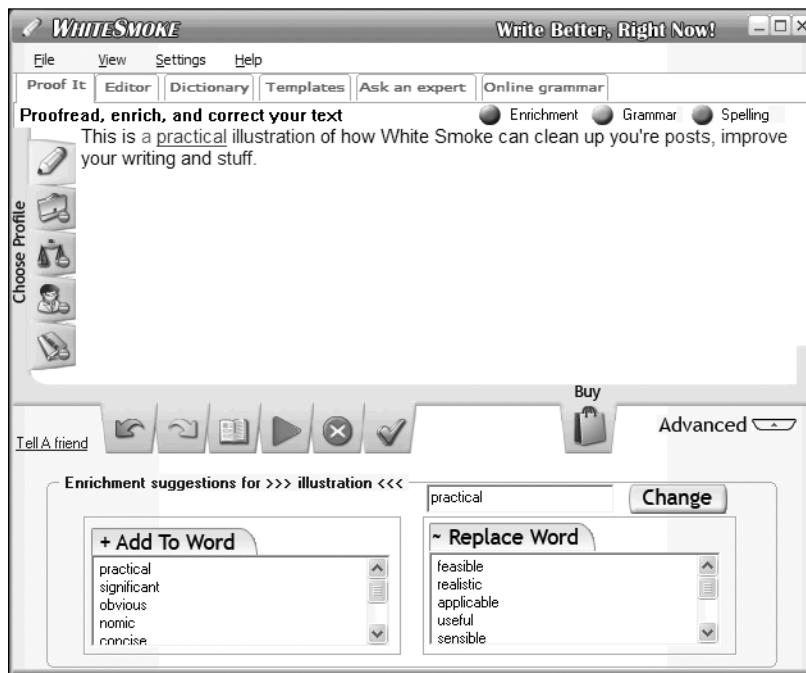 WHITESMOKE Write Better, Right Now!
File View Settings Help
Proof It Editor Dictionary Templates Ask an expert Online grammar
Proofread, enrich, and correct your text Enrichment Grammar Spelling
This is a practical illustration of how White Smoke can clean up you're posts, improve
your writing and stuff.
Choose Profile
Buy
Tell A friend
Advanced
Enrichment suggestions for >>> illustration <<<
practical Change
+ Add To Word
practical
significant
obvious
nomic
concise
~ Replace Word
feasible
realistic
applicable
useful
sensible